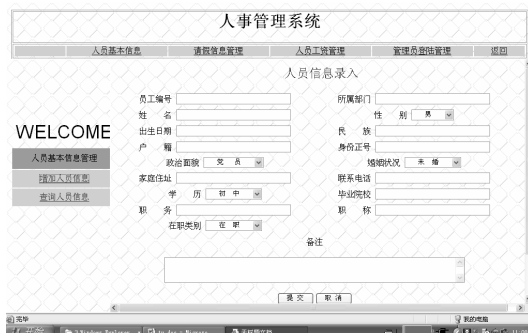 人事管理系统
人员基本信息 请假信息管理 人员工资管理 管理员登陆管理 返回
人员信息录入
员工编号 所属部门
姓 名 性 别 男
出生日期 民 族
户 籍 身份正号
政治面貌 党 员 婚姻状况 未 婚
家庭住址 联系电话
学 历 初 中 毕业院校
职 务 职 称
在职类别 在 职
备注
提 交 取 消
WELCOME
人员基本信息管理
增加人员信息
查询人员信息
完毕 我的电脑
开始